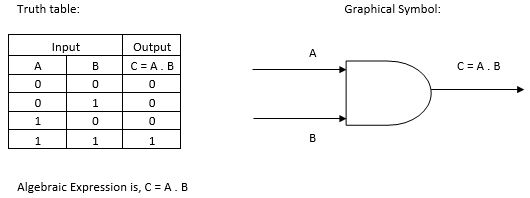 Truth table:
Graphical Symbol:
Input Output
A B C = A . B
0 0 0
0 1 0
1 0 0
1 1 1
A
C = A . B
B
Algebraic Expression is, C = A . B